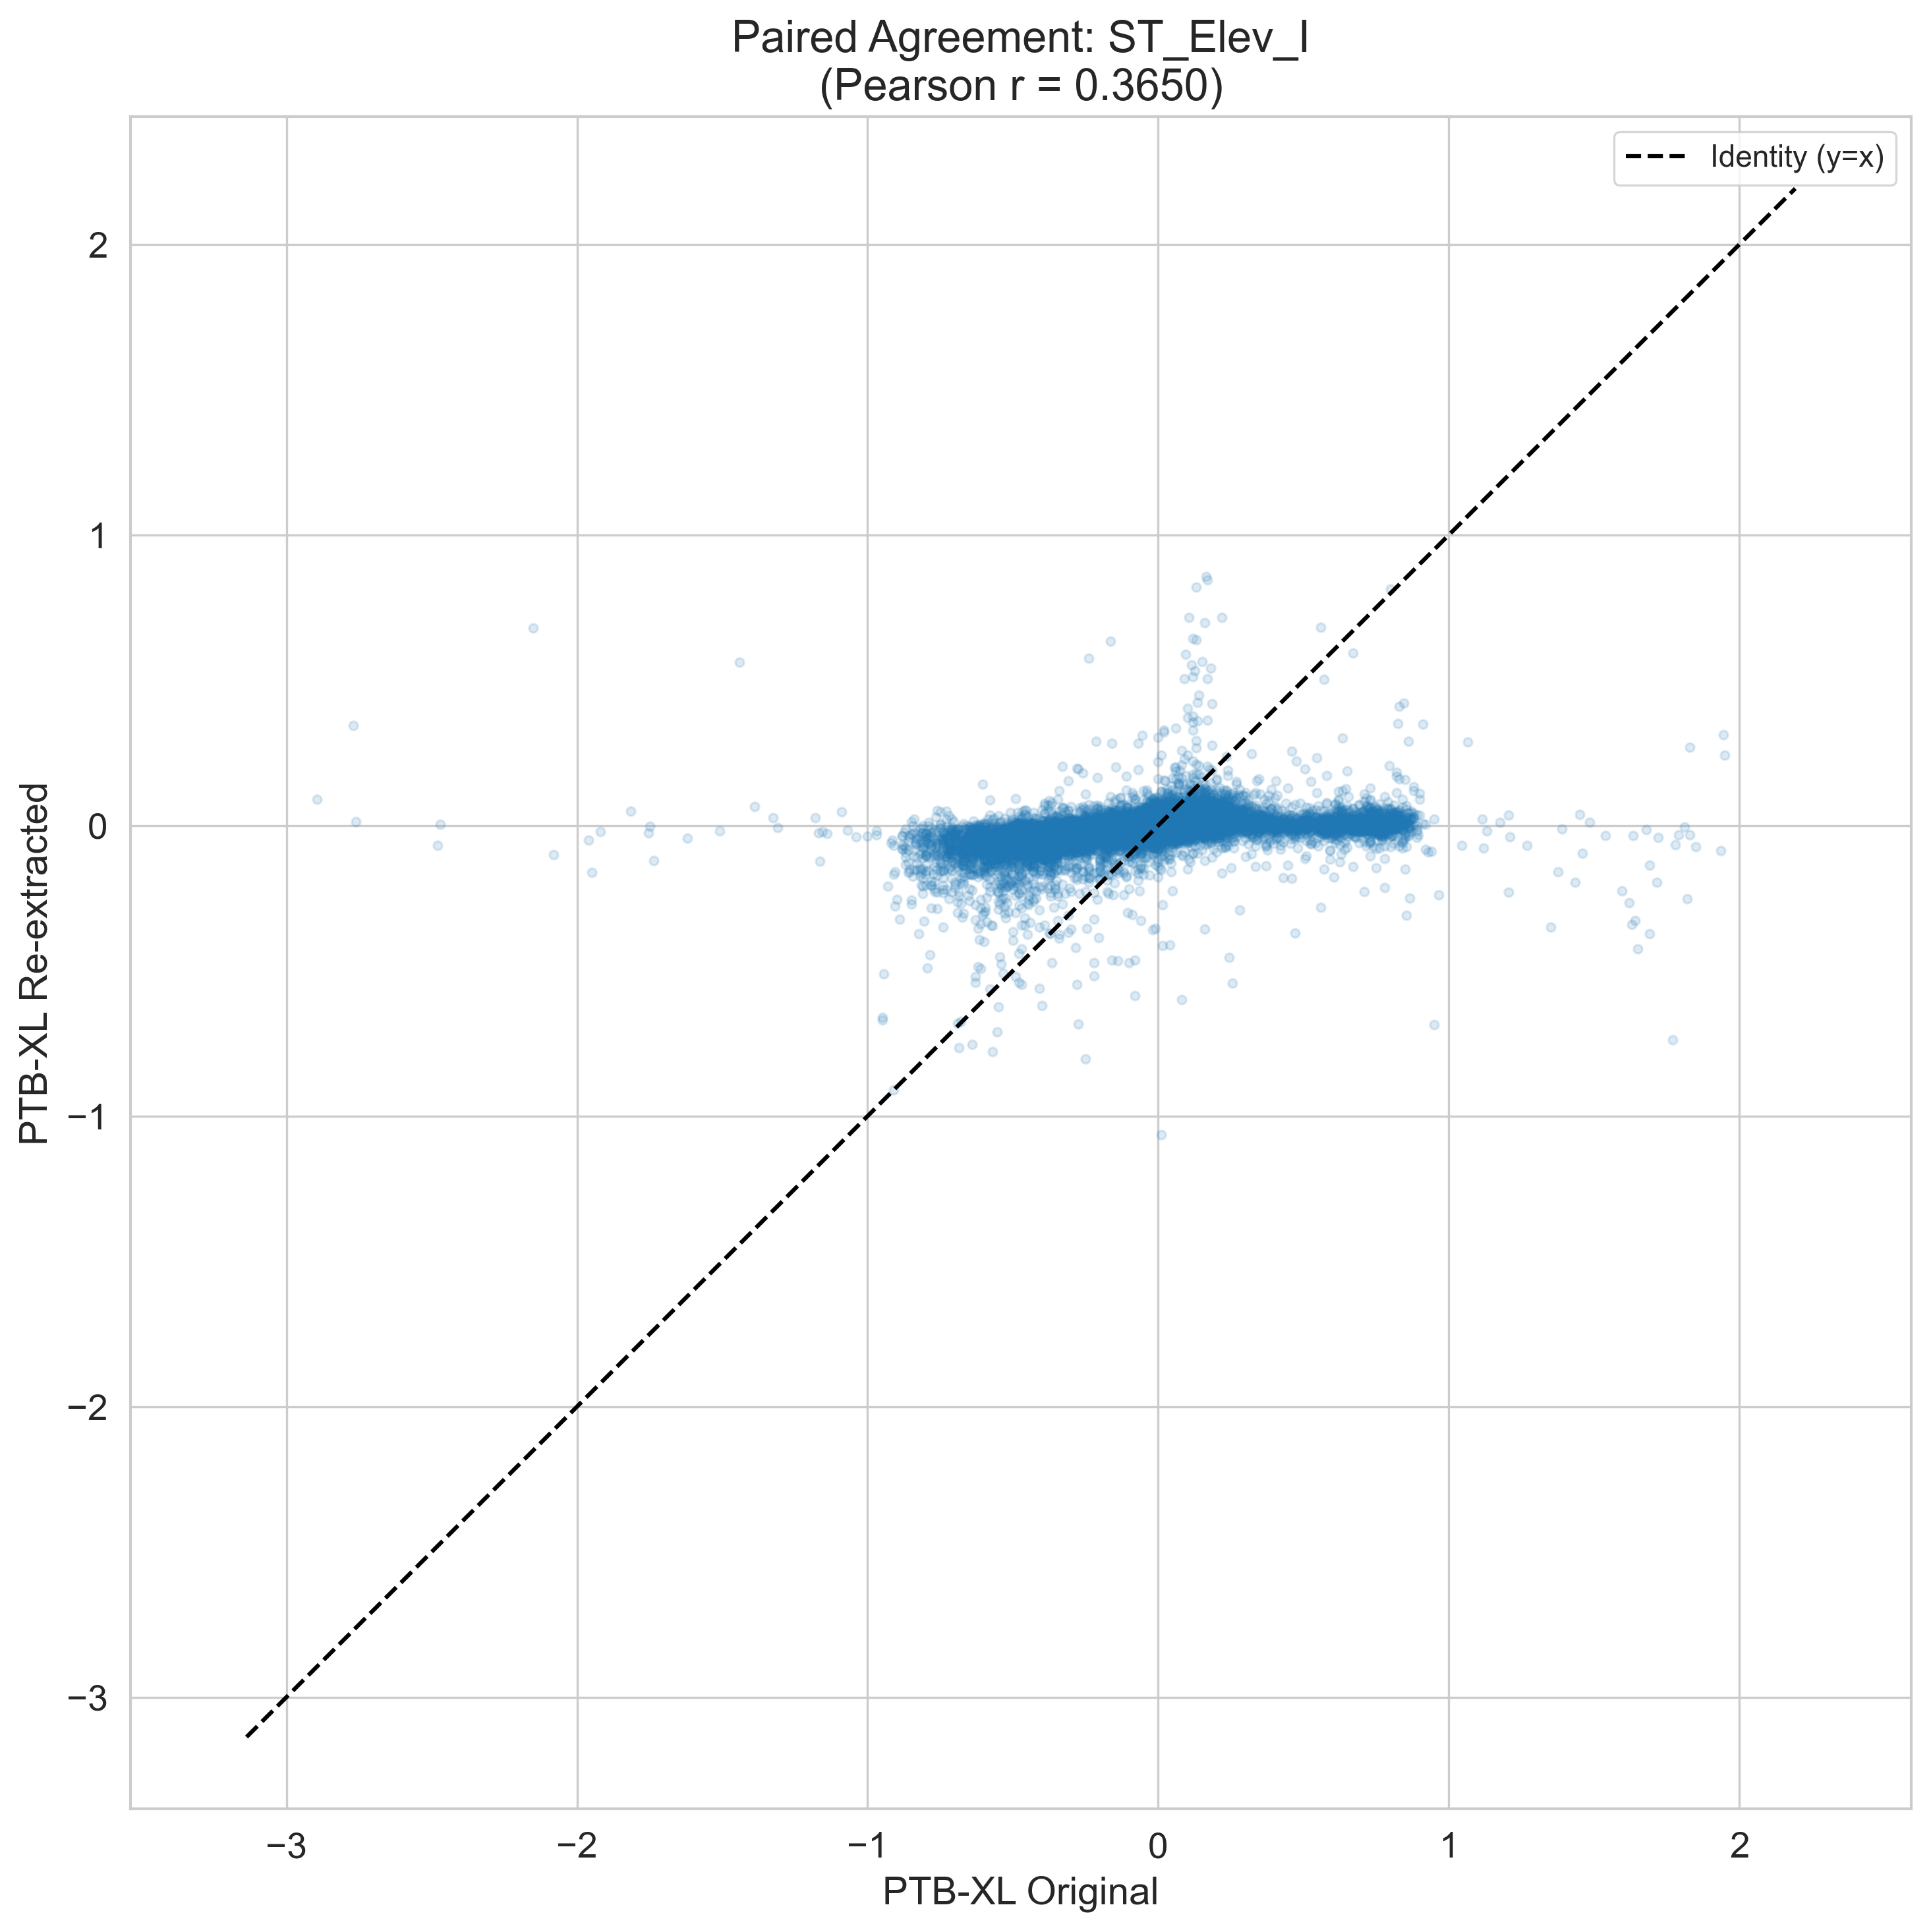 Paired Agreement: ST_Elev_I
(Pearson r = 0.3650)
Identity (y=x)
2
1
0
−1
−2
−3
PTB-XL Re-extracted
−3
−2
−1
0
1
2
PTB-XL Original